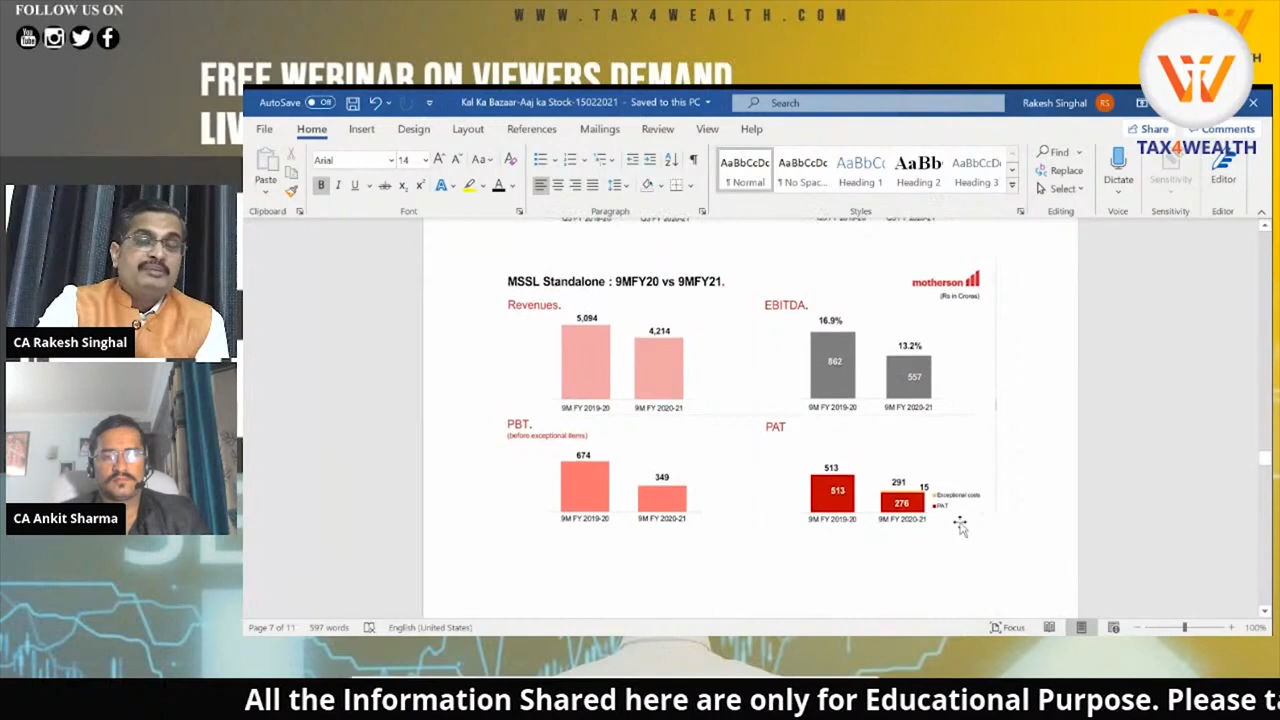 FOLLOW US ON
WWW.TAX4WEALTH.COM
You Tube
FREE WEBINAR ON VIEWERS DEMAND
LIV
TAX4WEALTH
AutoSave Off
Kal Ka Bazaar-Aaj ka Stock-15022021 - Saved to this PC
Search
Rakesh Singhal RS
File Home Insert Design Layout References Mailings Review View Help
Share Comments
Paste
Arial 14
Find
Replace
Select
AaBbCcDc AaBbCcDc AaBbCc AaBb AaBbCcDc
¶ Normal ¶ No Spac... Heading 1 Heading 2 Heading 3
Dictate Sensitivity Editor
Clipboard Font Paragraph Styles Editing Voice Sensitivity Editor
MSSL Standalone : 9MFY20 vs 9MFY21.
motherson
(Rs in Crores)
Revenues.
5,094
4,214
9M FY 2019-20 9M FY 2020-21
EBITDA.
16.9%
13.2%
862
557
9M FY 2019-20 9M FY 2020-21
PBT.
(before exceptional items)
674
349
9M FY 2019-20 9M FY 2020-21
PAT
513
291 15
513
276
Exceptional costs
PAT
9M FY 2019-20 9M FY 2020-21
CA Rakesh Singhal
CA Ankit Sharma
Page 7 of 11 597 words English (United States)
Focus
100%
All the Information Shared here are only for Educational Purpose. Please ta